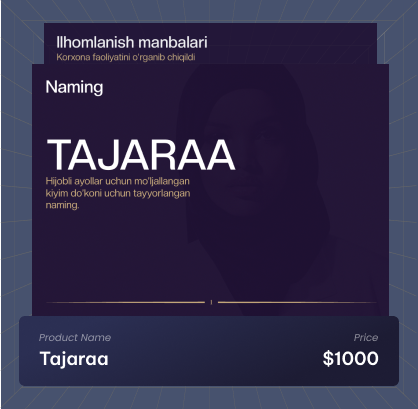 Ilhomlanish manbalari
Korxona faoliyatini o'rganib chiqildi
Naming
TAJARAA
Hijobli ayollar uchun mo'ljallangan
kiyim do'koni uchun tayyorlangan
naming.
1
Product Name
Price
Tajaraa
$1000